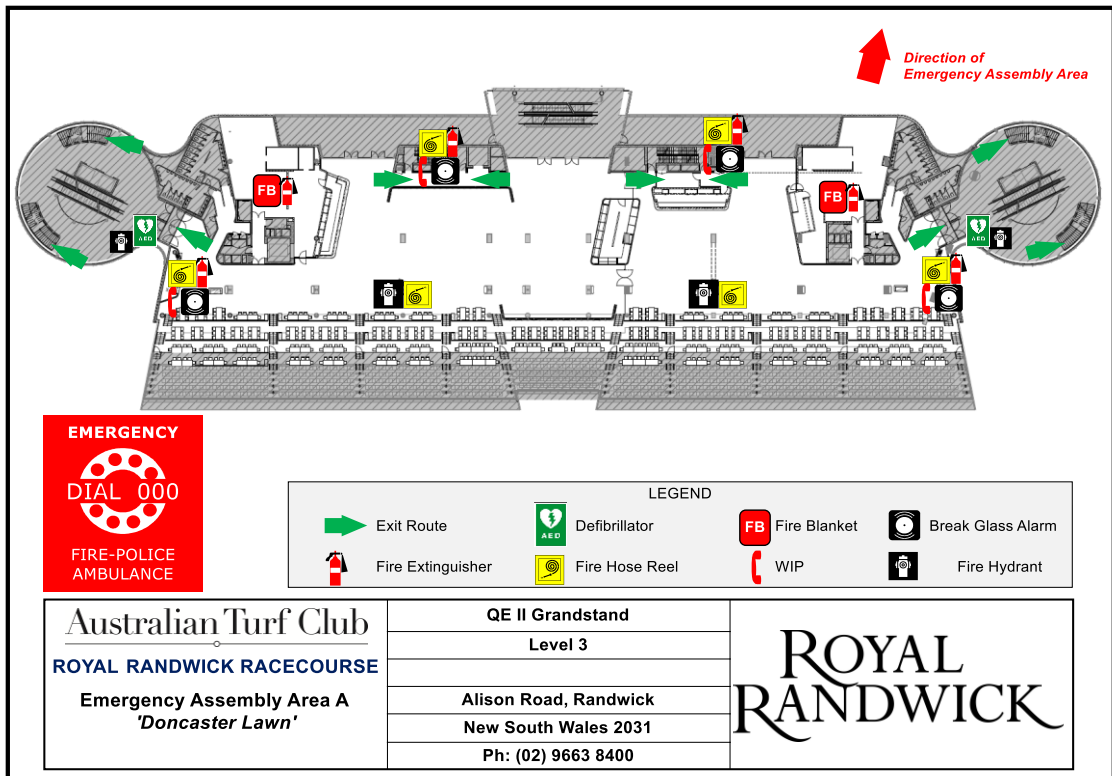 Direction of
Emergency Assembly Area
FB
FB
AED
AED
EMERGENCY
DIAL 000
FIRE-POLICE
AMBULANCE
LEGEND
Exit Route
AED
Defibrillator
FB
Fire Blanket
Break Glass Alarm
Fire Extinguisher
Fire Hose Reel
WIP
Fire Hydrant
Australian Turf Club
ROYAL RANDWICK RACECOURSE
Emergency Assembly Area A
'Doncaster Lawn'
QE II Grandstand
Level 3
Alison Road, Randwick
New South Wales 2031
Ph: (02) 9663 8400
ROYAL
RANDWICK